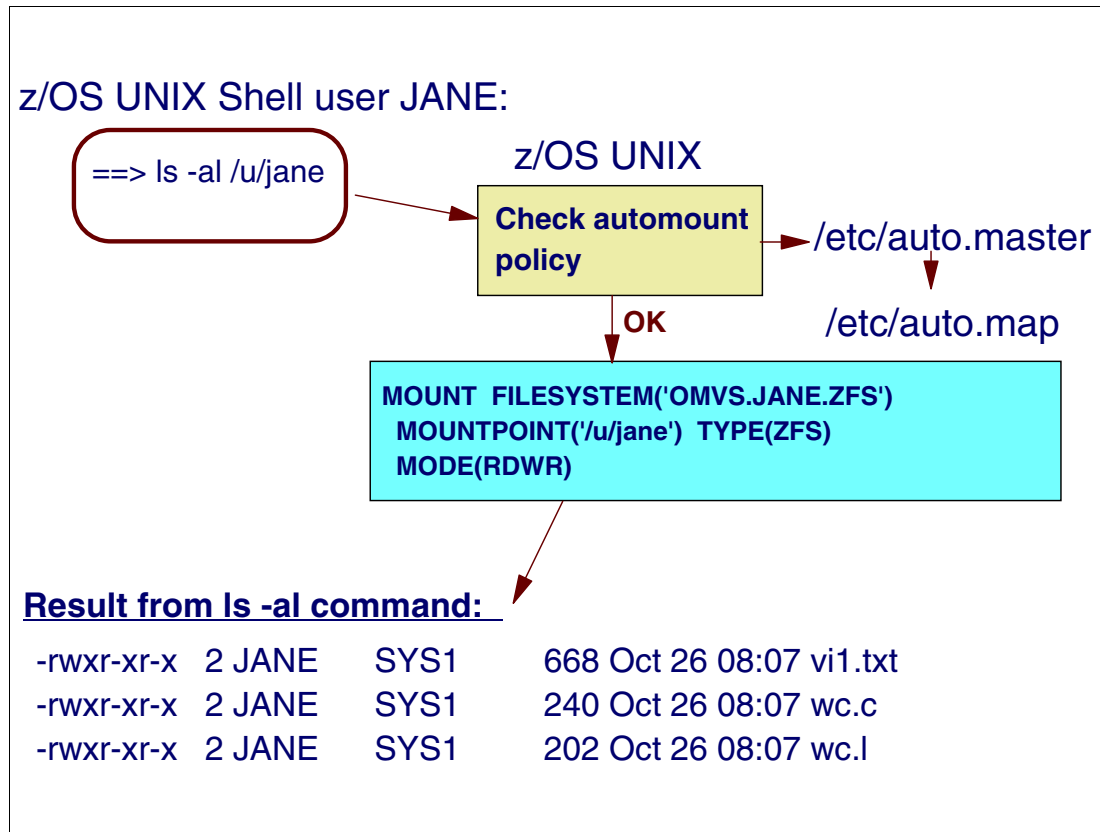 z/OS UNIX Shell user JANE:
==> ls -al /u/jane
z/OS UNIX
Check automount
policy
/etc/auto.master
/etc/auto.map
OK
MOUNT FILESYSTEM('OMVS.JANE.ZFS')
MOUNTPOINT('/u/jane') TYPE(ZFS)
MODE(RDWR)
Result from ls -al command:
-rwxr-xr-x 2 JANE SYS1 668 Oct 26 08:07 vi1.txt
-rwxr-xr-x 2 JANE SYS1 240 Oct 26 08:07 wc.c
-rwxr-xr-x 2 JANE SYS1 202 Oct 26 08:07 wc.l